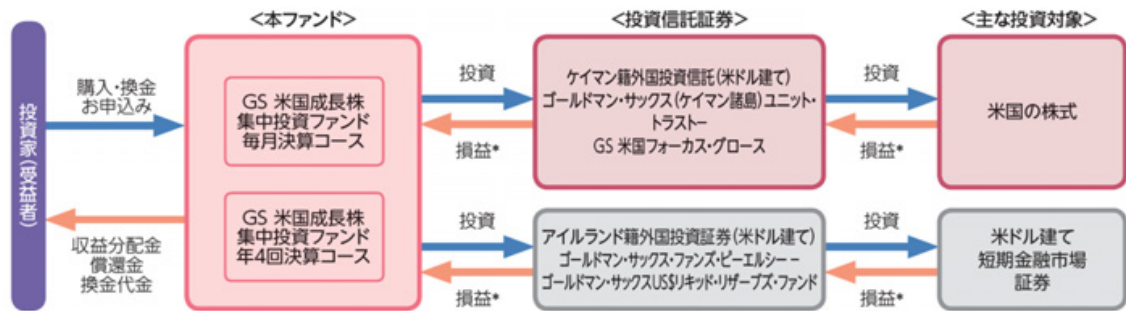 <本ファンド>
<投資信託証券>
<主な投資対象>
投資家(受益者)
購入・換金
お申込み
収益分配金
償還金
換金代金
GS 米国成長株
集中投資ファンド
毎月決算コース
GS 米国成長株
集中投資ファンド
年4回決算コース
投資
損益*
投資
損益*
ケイマン籍外国投資信託(米ドル建て)
ゴールドマン・サックス(ケイマン諸島)ユニット・
トラストー
GS 米国フォーカス・グロース
アイルランド籍外国投資証券(米ドル建て)
ゴールドマン・サックス・ファンズ・ピーエルシー−
ゴールドマン・サックスUS$リキッド・リザーブズ・ファンド
投資
損益*
投資
損益*
米国の株式
米ドル建て
短期金融市場
証券